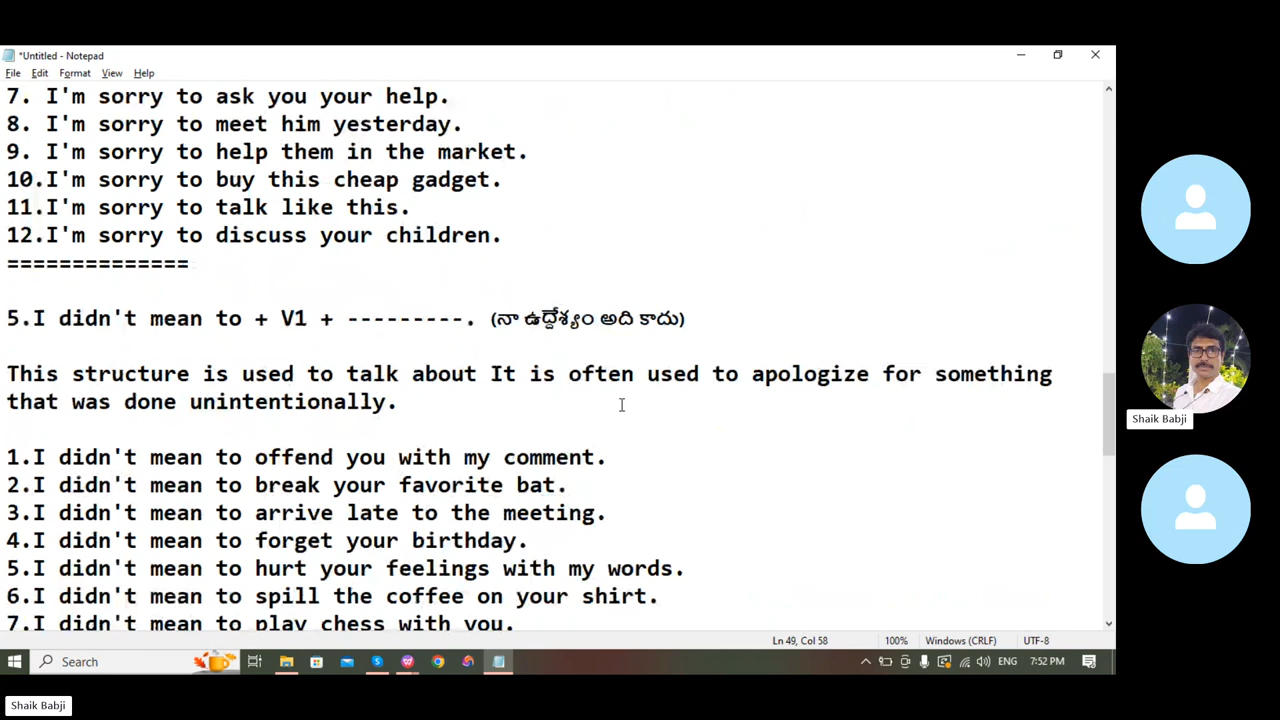 *Untitled - Notepad
File Edit Format View Help
7. I'm sorry to ask you your help.
8. I'm sorry to meet him yesterday.
9. I'm sorry to help them in the market.
10.I'm sorry to buy this cheap gadget.
11.I'm sorry to talk like this.
12.I'm sorry to discuss your children.
==============
5.I didn't mean to + V1 + ---------. (నా ఉద్దేశ్యం అది కాదు)
This structure is used to talk about It is often used to apologize for something
that was done unintentionally.
1.I didn't mean to offend you with my comment.
2.I didn't mean to break your favorite bat.
3.I didn't mean to arrive late to the meeting.
4.I didn't mean to forget your birthday.
5.I didn't mean to hurt your feelings with my words.
6.I didn't mean to spill the coffee on your shirt.
7.I didn't mean to play chess with you.
Ln 49, Col 58 100% Windows (CRLF) UTF-8
Search ENG 7:52 PM
Shaik Babji
Shaik Babji